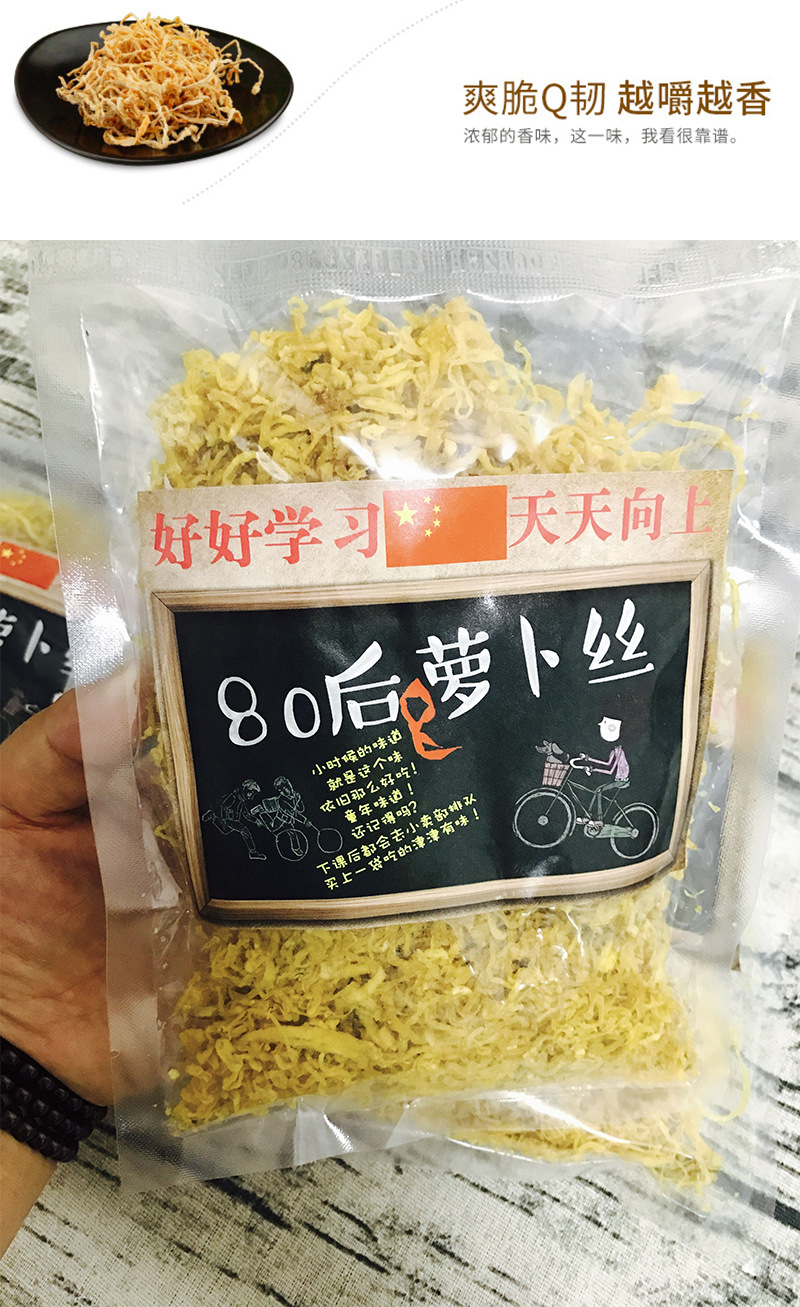 爽脆Q韧 越嚼越香
浓郁的香味，这一味，我看很靠谱。
好好学习 天天向上
80后萝卜丝
小时候的味道
就是这个味
依旧那么好吃！
童年味道！
还记得吗？
下课后都会去小卖部排队
买上一袋吃的津津有味！
萝卜丝